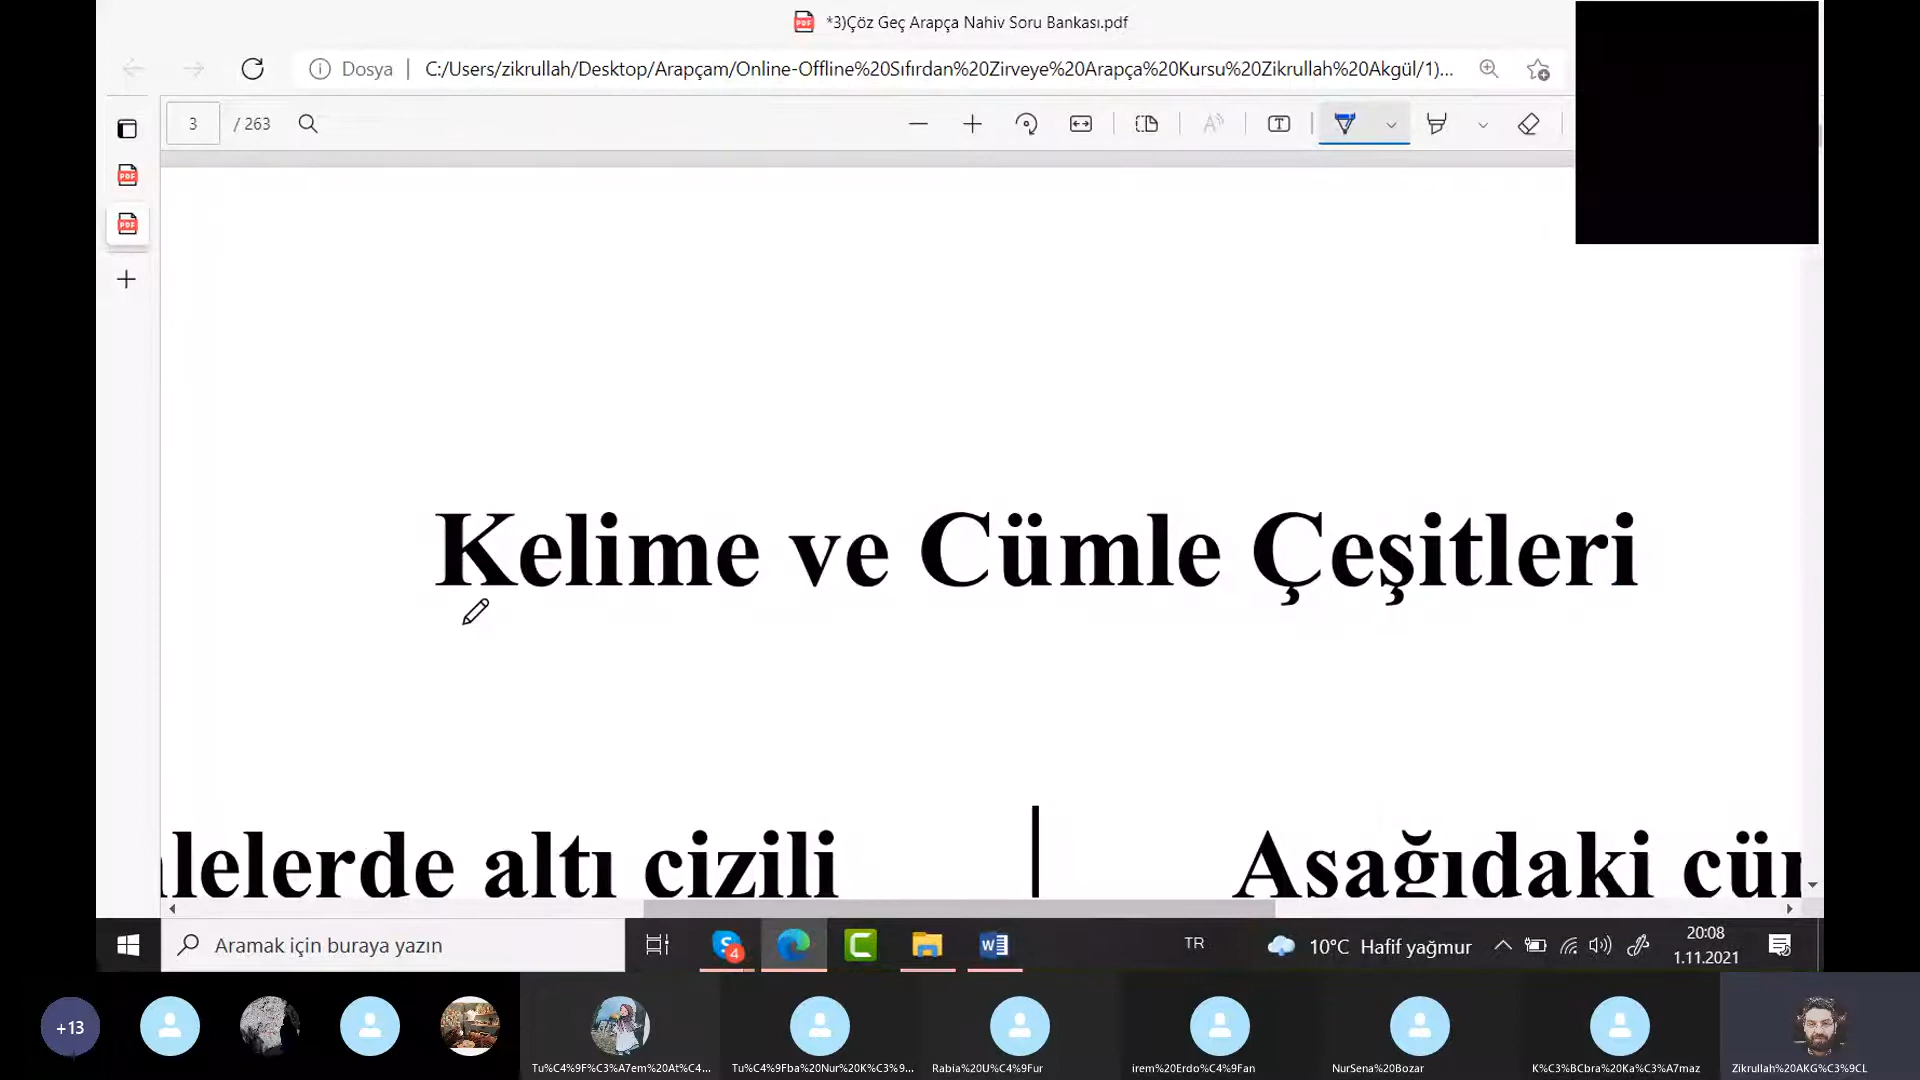 *3)Çöz Geç Arapça Nahiv Soru Bankası.pdf
Dosya
C:/Users/zikrullah/Desktop/Arapçam/Online-Offline%20Sıfırdan%20Zirveye%20Arapça%20Kursu%20Zikrullah%20Akgül/1)...
3 / 263
Kelime ve Cümle Çeşitleri
lelerde altı çizili
Aşağıdaki cü
Aramak için buraya yazın
4
TR
10°C Hafif yağmur
20:08
1.11.2021
+13
Tu%C4%9F%C3%A7em%20At%C4...
Tu%C4%9Fba%20Nur%20K%C3%9...
Rabia%20U%C4%9Fur
irem%20Erdo%C4%9Fan
NurSena%20Bozar
K%C3%BCbra%20Ka%C3%A7maz
Zikrullah%20AKG%C3%9CL